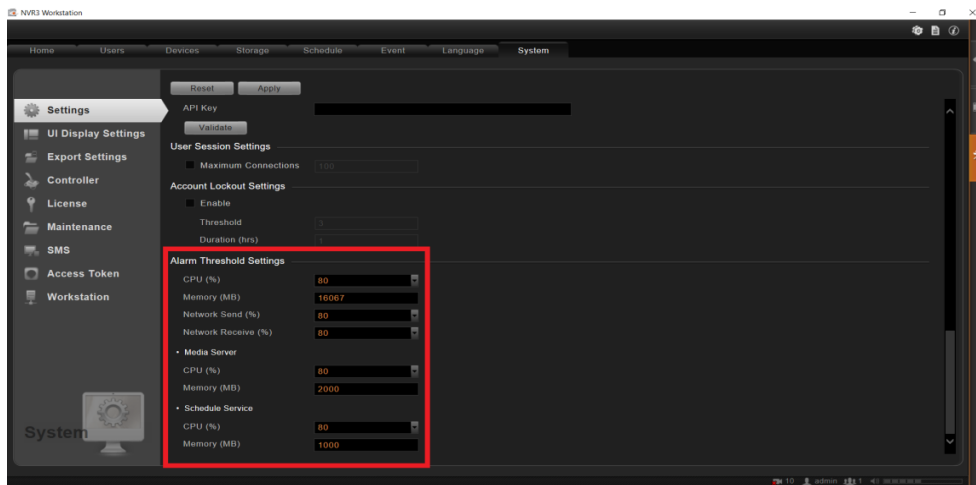 NVR3 Workstation
Home Users Devices Storage Schedule Event Language System
Reset Apply
Settings
UI Display Settings
Export Settings
Controller
License
Maintenance
SMS
Access Token
Workstation
System
API Key
Validate
User Session Settings
Maximum Connections 100
Account Lockout Settings
Enable
Threshold 3
Duration (hrs) 1
Alarm Threshold Settings
CPU (%) 80
Memory (MB) 16067
Network Send (%) 80
Network Receive (%) 80
• Media Server
CPU (%) 80
Memory (MB) 2000
• Schedule Service
CPU (%) 80
Memory (MB) 1000
10 admin 1